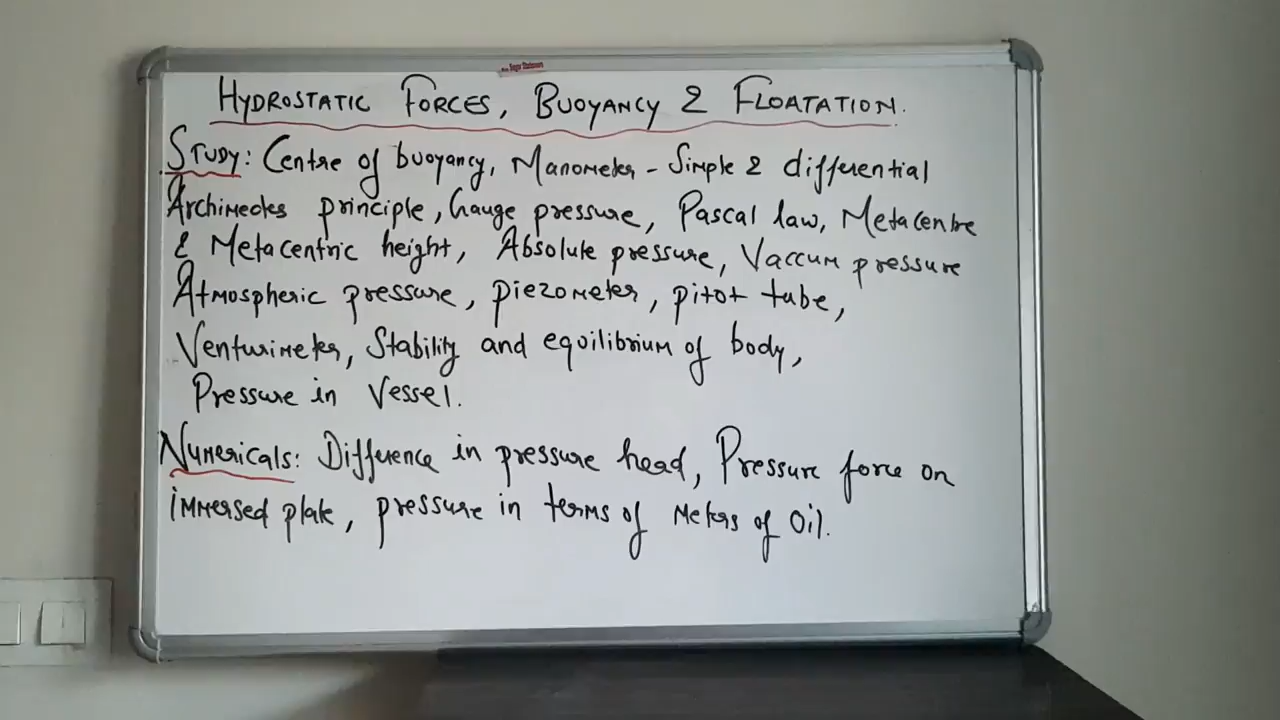 HYDROSTATIC FORCES, BUOYANCY & FLOATATION.
STUDY: Centre of buoyancy, Manometer - Simple & differential
Archimedes principle, Gauge pressure, Pascal law, Metacentre
& Metacentric height, Absolute pressure, Vaccum pressure
Atmospheric pressure, piezometer, pitot tube,
Venturimeter, Stability and equilibrium of body,
Pressure in Vessel.
Numericals: Difference in pressure head, Pressure force on
immersed plate, pressure in terms of meters of Oil.